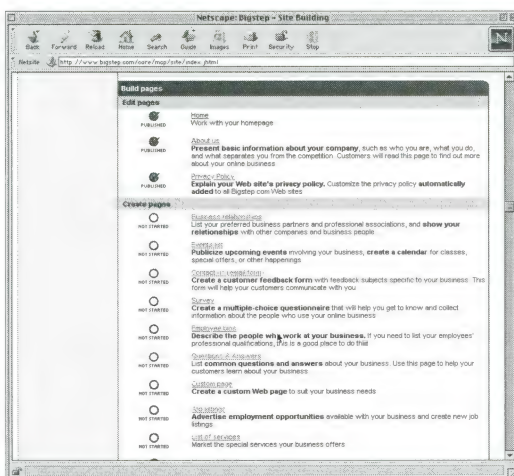 Netscape: Bigstep – Site Building
Back Forward Reload Home Search Guide Images Print Security Stop
N
Netsite http://www.bigstep.com/oare/map/site/index.jhtml
Build pages
Edit pages
PUBLISHED
Home
Work with your homepage
PUBLISHED
About us
Present basic information about your company, such as who you are, what you do,
and what separates you from the competition. Customers will read this page to find out more
about your online business
PUBLISHED
Privacy Policy
Explain your Web site's privacy policy. Customize the privacy policy automatically
added to all Bigstep com Web sites
Create pages
NOT STARTED
Business relationships
List your preferred business partners and professional associations, and show your
relationships with other companies and business people
NOT STARTED
Events list
Publicize upcoming events involving your business, create a calendar for classes,
special offers, or other happenings
NOT STARTED
Contact-us email form
Create a customer feedback form with feedback subjects specific to your business. This
form will help your customers communicate with you
NOT STARTED
Survey
Create a multiple-choice questionnaire that will help you get to know and collect
information about the people who use your online business
NOT STARTED
Employee bios
Describe the people who work at your business. If you need to list your employees'
professional qualifications, this is a good place to do that
NOT STARTED
Questions & Answers
List common questions and answers about your business. Use this page to help your
customers learn about your business
NOT STARTED
Custom page
Create a custom Web page to suit your business needs
NOT STARTED
Job listings
Advertise employment opportunities available with your business and create new job
listings
NOT STARTED
List of services
Market the special services your business offers